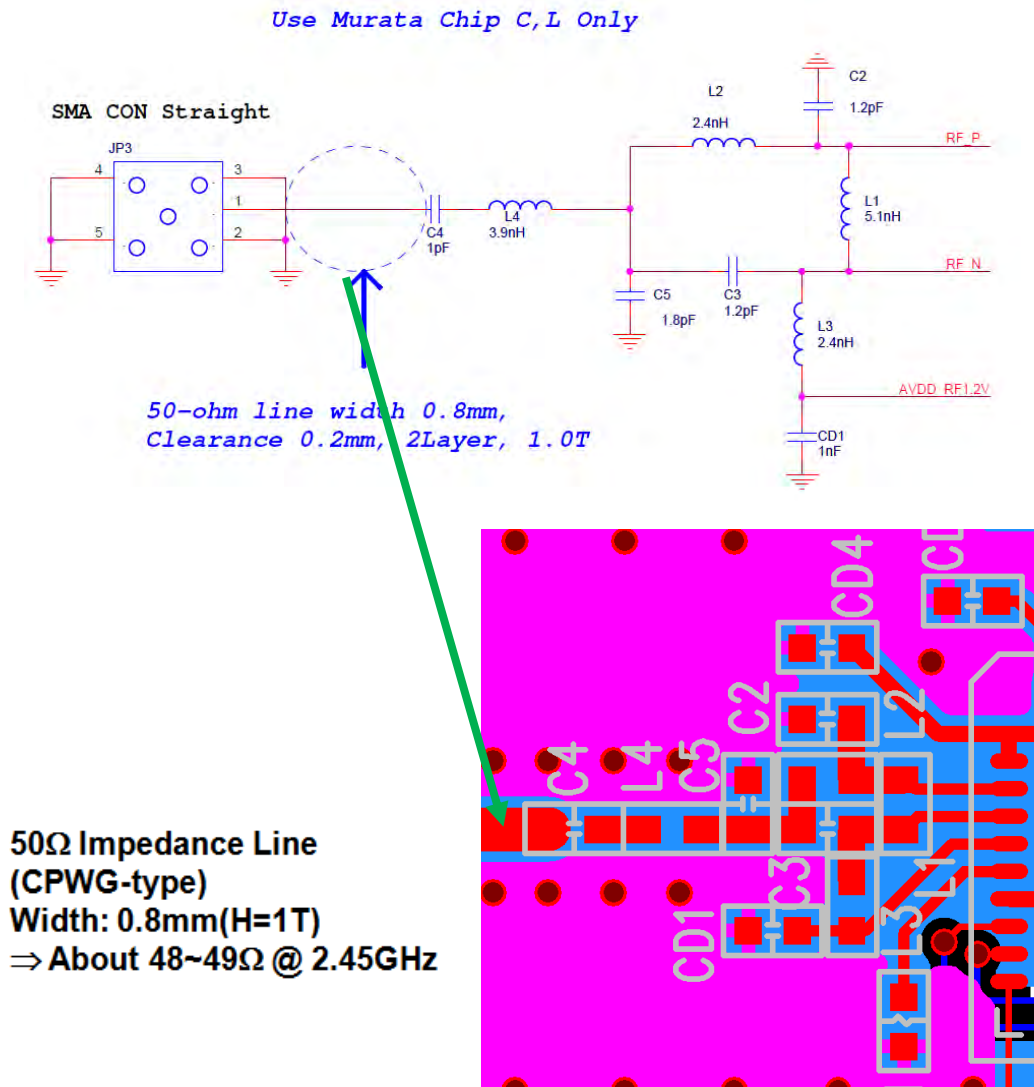 Use Murata Chip C,L Only
SMA CON Straight
JP3
4
3
1
5
2
C4
1pF
L4
3.9nH
L2
2.4nH
C2
1.2pF
RF_P
L1
5.1nH
RF_N
C5
1.8pF
C3
1.2pF
L3
2.4nH
AVDD_RF1.2V
CD1
1nF
50-ohm line width 0.8mm,
Clearance 0.2mm, 2Layer, 1.0T
CD4
C2
L2
C4
L4
C5
C3
L1
CD1
L3
50Ω Impedance Line
(CPWG-type)
Width: 0.8mm(H=1T)
⇒ About 48~49Ω @ 2.45GHz